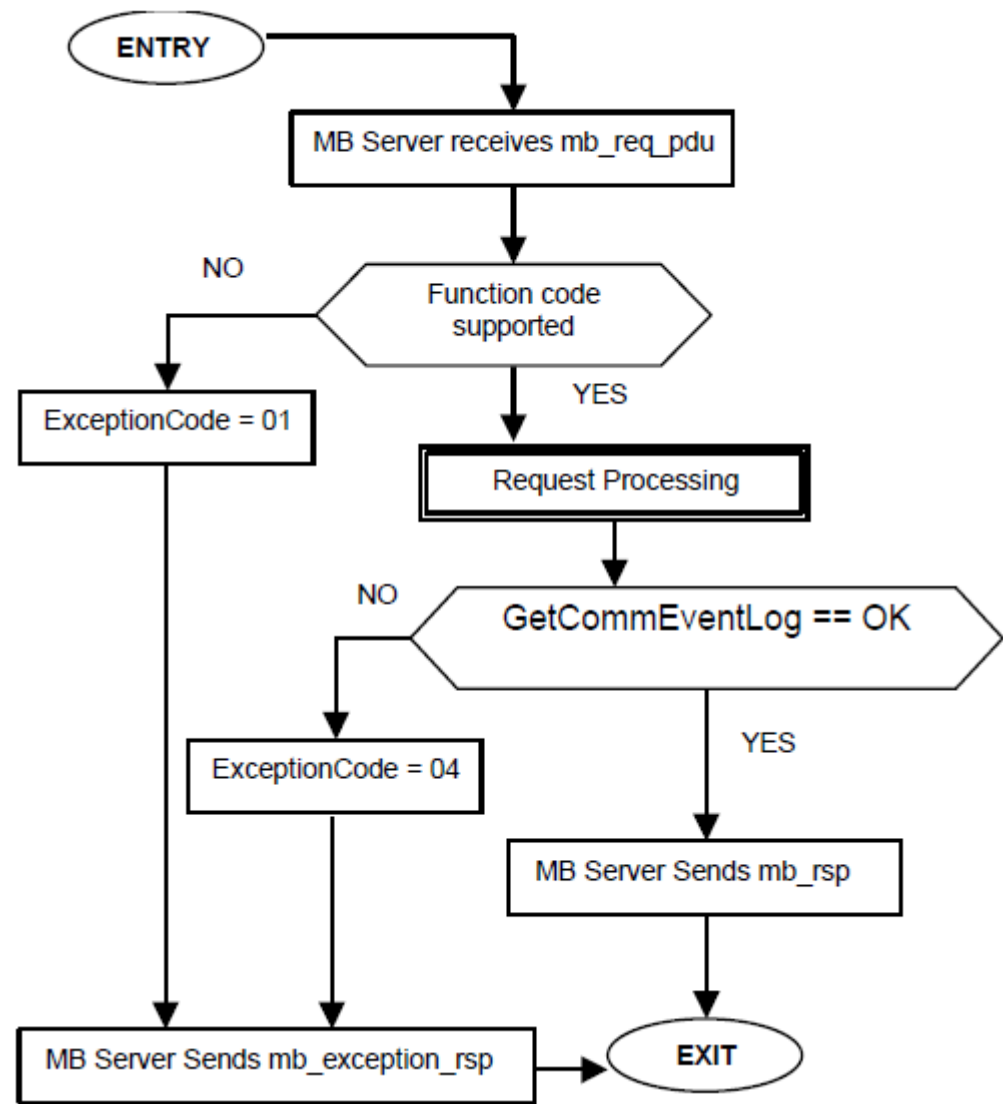 ENTRY
MB Server receives mb_req_pdu
NO
Function code
supported
YES
ExceptionCode = 01
Request Processing
NO
GetCommEventLog == OK
YES
ExceptionCode = 04
MB Server Sends mb_rsp
MB Server Sends mb_exception_rsp
EXIT